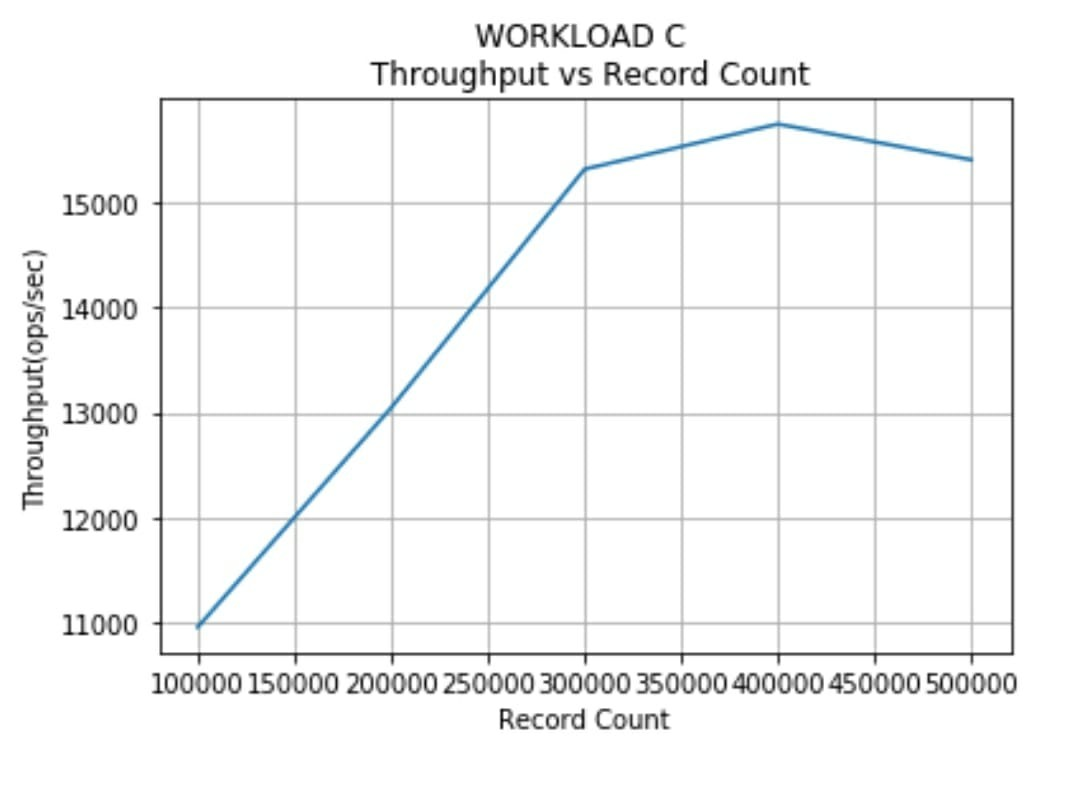 WORKLOAD C
Throughput vs Record Count
Throughput(ops/sec)
15000
14000
13000
12000
11000
100000 150000 200000 250000 300000 350000 400000 450000 500000
Record Count